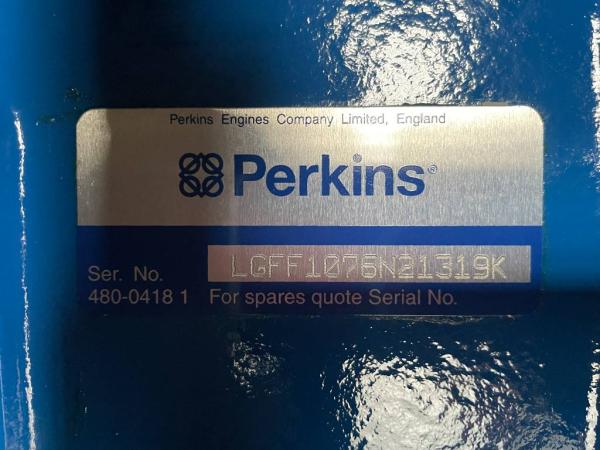 Perkins Engines Company Limited, England
Perkins®
Ser. No. LGFF1076N21319K
480-0418 1 For spares quote Serial No.